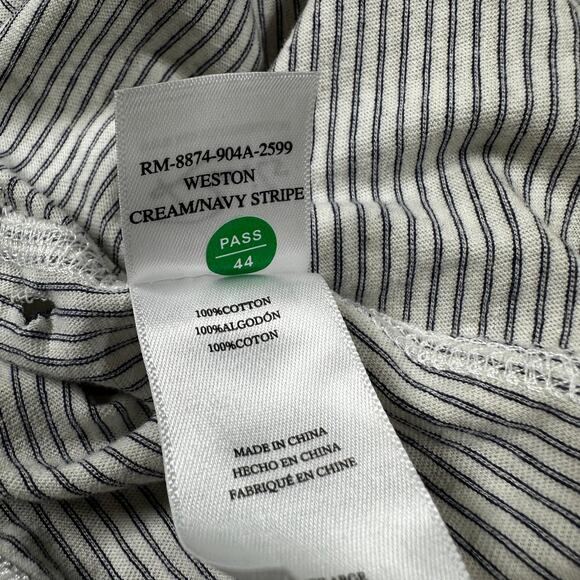 RM-8874-904A-2599
WESTON
CREAM/NAVY STRIPE
PASS
44
100%COTTON
100%ALGODÓN
100%COTON
MADE IN CHINA
HECHO EN CHINA
FABRIQUÉ EN CHINE